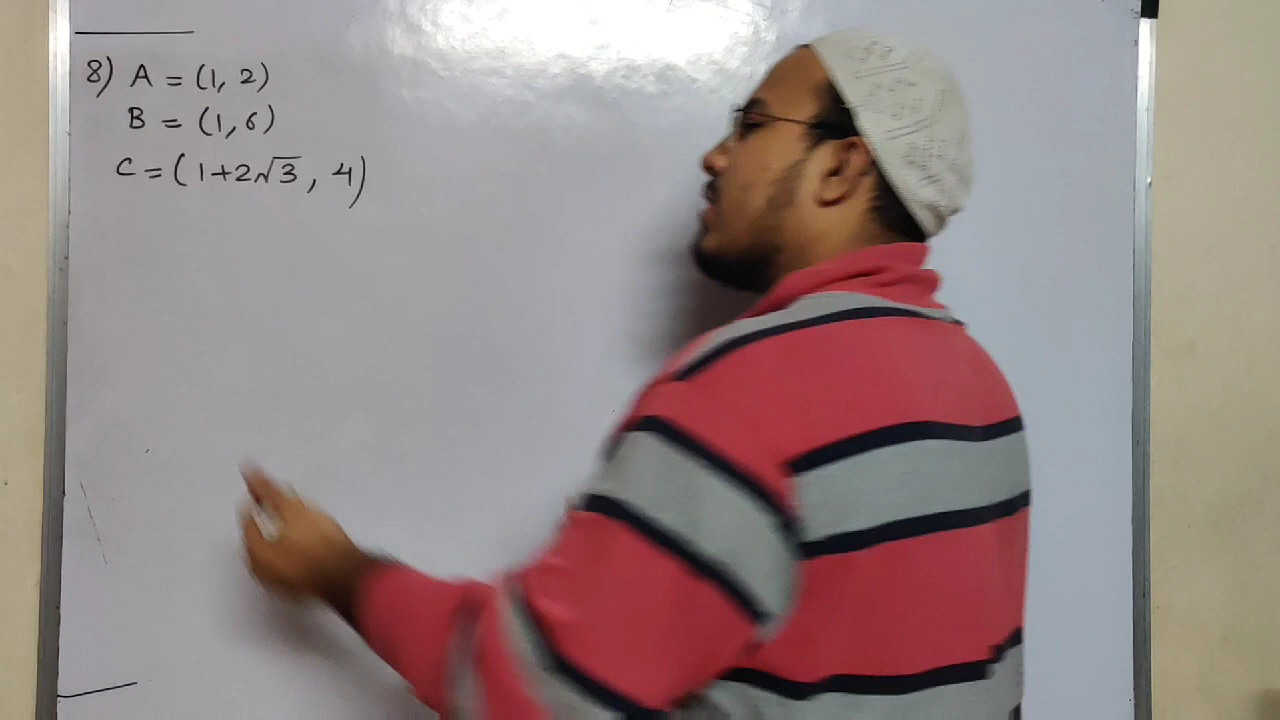 8) A = (1, 2)
B = (1, 6)
C = (1+2√3, 4)